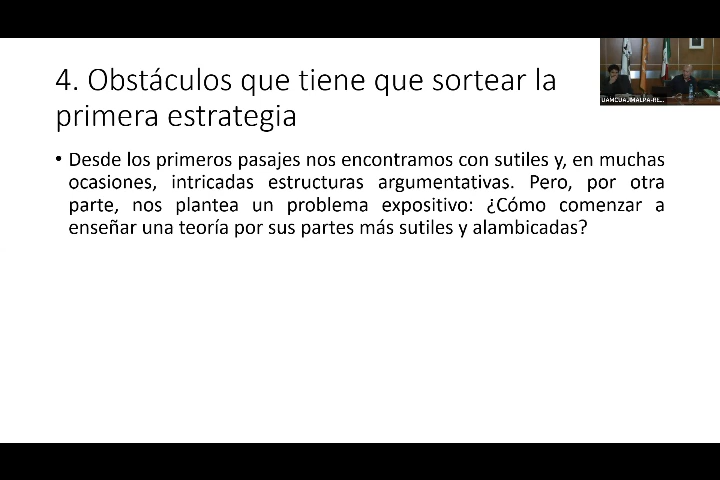 4. Obstáculos que tiene que sortear la
primera estrategia
• Desde los primeros pasajes nos encontramos con sutiles y, en muchas
ocasiones, intricadas estructuras argumentativas. Pero, por otra
parte, nos plantea un problema expositivo: ¿Cómo comenzar a
enseñar una teoría por sus partes más sutiles y alambicadas?
UAMCUAJIMALPA-RE...